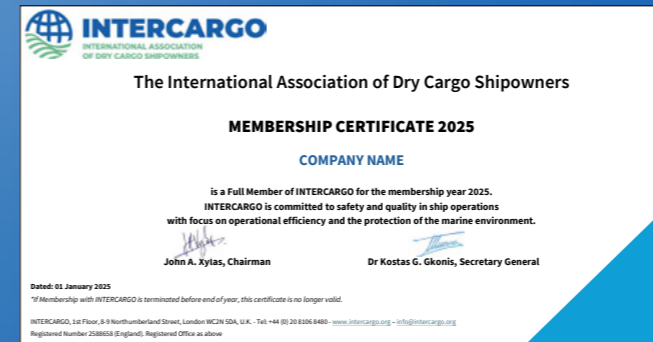 INTERCARGO
INTERNATIONAL ASSOCIATION
OF DRY CARGO SHIPOWNERS
The International Association of Dry Cargo Shipowners
MEMBERSHIP CERTIFICATE 2025
COMPANY NAME
is a Full Member of INTERCARGO for the membership year 2025.
INTERCARGO is committed to safety and quality in ship operations
with focus on operational efficiency and the protection of the marine environment.
John A. Xylas, Chairman
Dr Kostas G. Gkonis, Secretary General
Dated: 01 January 2025
*If Membership with INTERCARGO is terminated before end of year, this certificate is no longer valid.
INTERCARGO, 1st Floor, 8-9 Northumberland Street, London WC2N 5DA, U.K. - Tel: +44 (0) 20 8106 8480 - www.intercargo.org – info@intercargo.org
Registered Number 2588658 (England). Registered Office as above